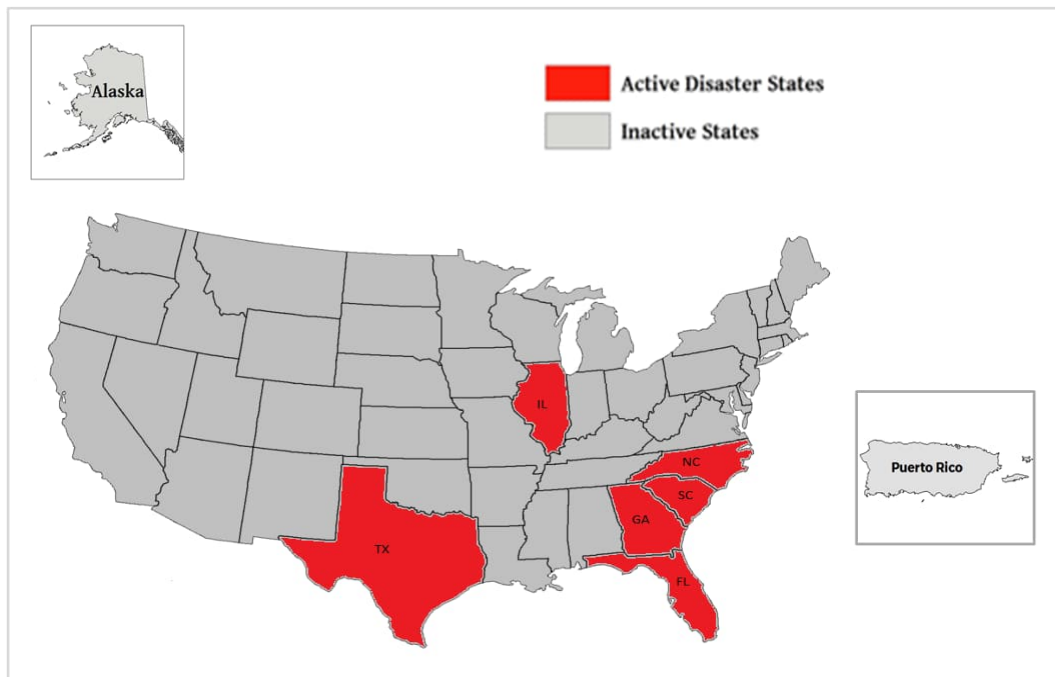 Alaska
Active Disaster States
Inactive States
IL
NC
SC
GA
TX
FL
Puerto Rico